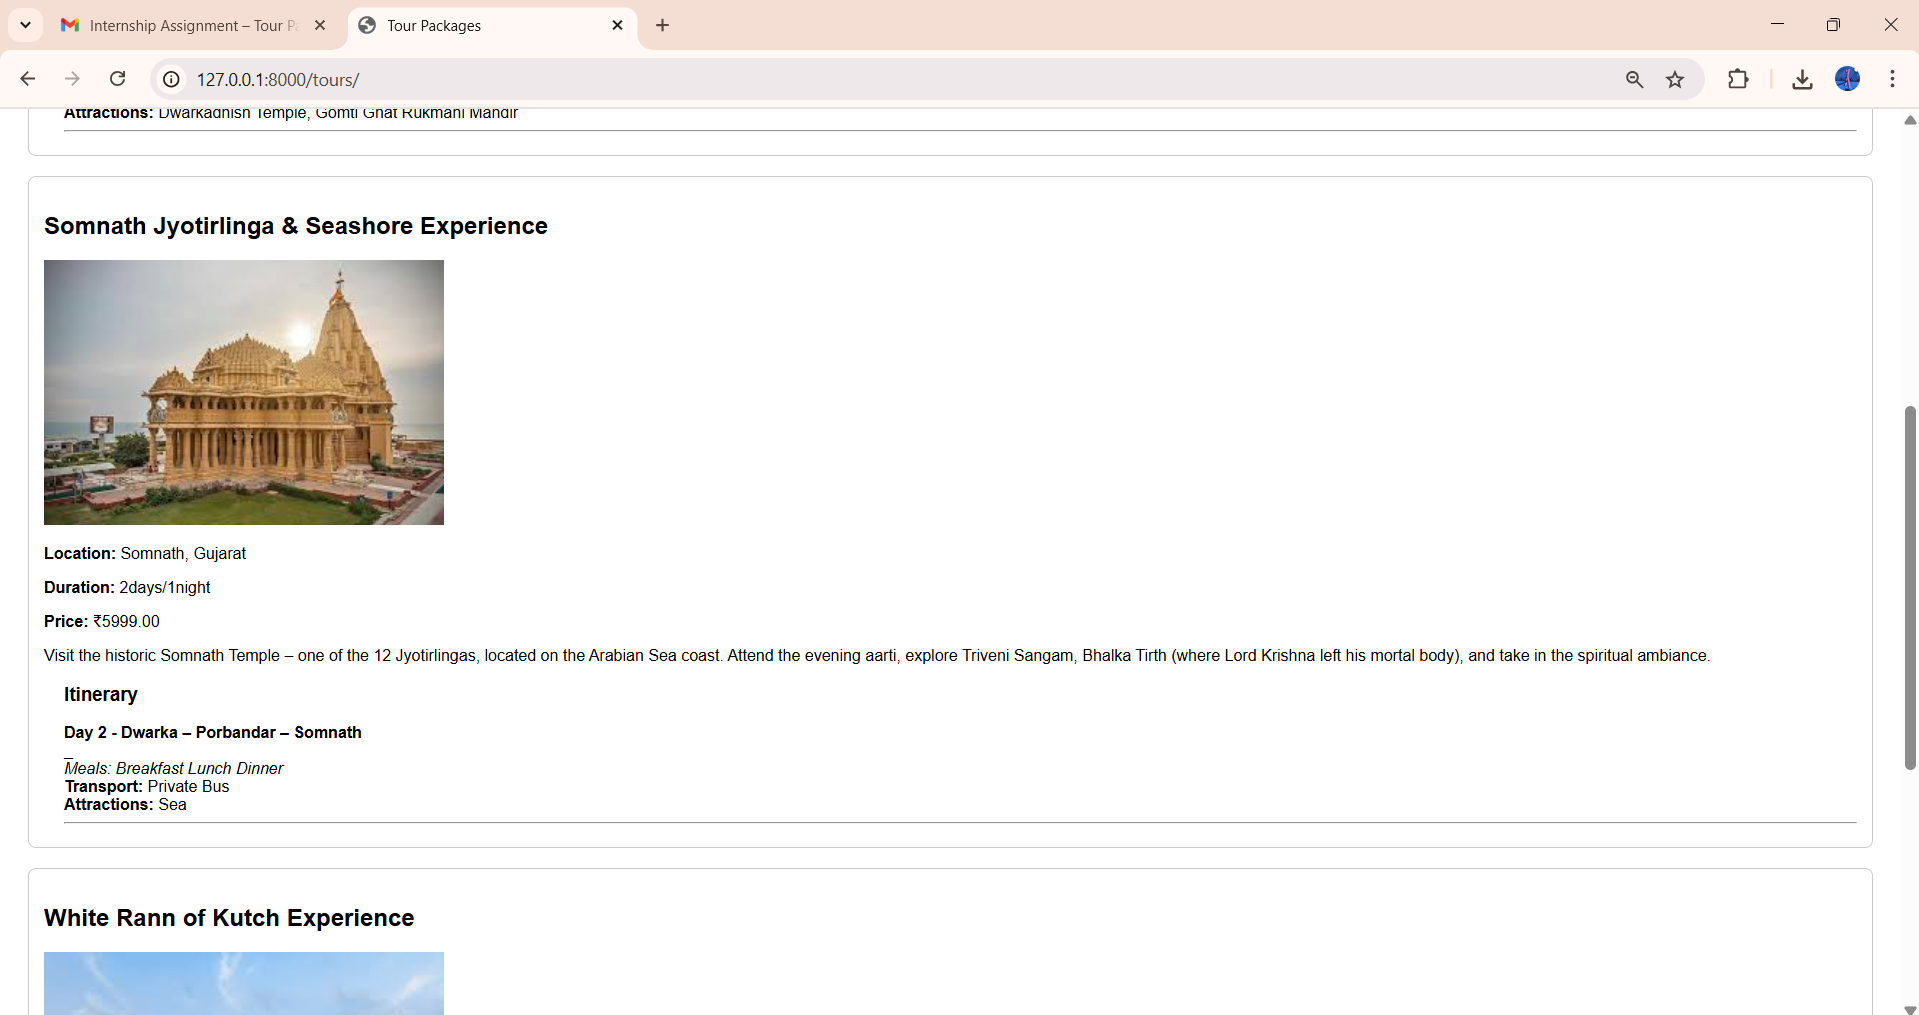 Internship Assignment – Tour Pa
Tour Packages
127.0.0.1:8000/tours/
Attractions: Dwarkadhish Temple, Gomti Ghat Rukmani Mandir
Somnath Jyotirlinga & Seashore Experience
Location: Somnath, Gujarat
Duration: 2days/1night
Price: ₹5999.00
Visit the historic Somnath Temple – one of the 12 Jyotirlingas, located on the Arabian Sea coast. Attend the evening aarti, explore Triveni Sangam, Bhalka Tirth (where Lord Krishna left his mortal body), and take in the spiritual ambiance.
Itinerary
Day 2 - Dwarka – Porbandar – Somnath
_
Meals: Breakfast Lunch Dinner
Transport: Private Bus
Attractions: Sea
White Rann of Kutch Experience